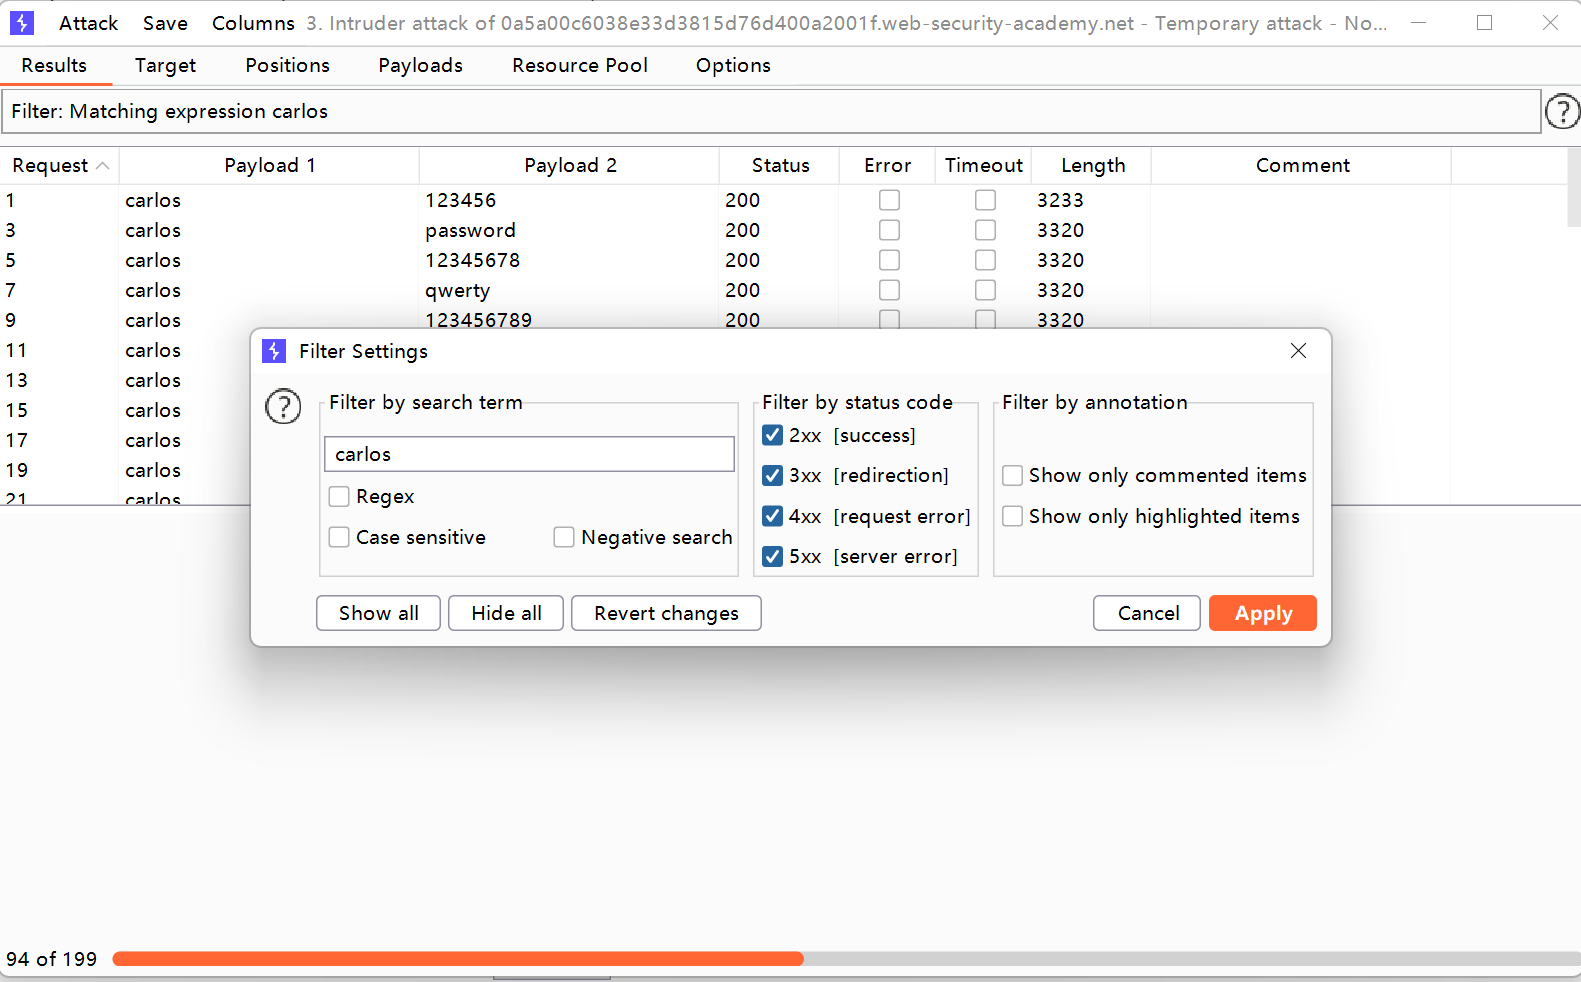 Attack Save Columns 3. Intruder attack of 0a5a00c6038e33d3815d76d400a2001f.web-security-academy.net - Temporary attack - No...
Results Target Positions Payloads Resource Pool Options
Filter: Matching expression carlos
?
Request Payload 1 Payload 2 Status Error Timeout Length Comment
1 carlos 123456 200 3233
3 carlos password 200 3320
5 carlos 12345678 200 3320
7 carlos qwerty 200 3320
9 carlos 123456789 200 3320
11 carlos
13 carlos
15 carlos
17 carlos
19 carlos
21 carlos
Filter Settings
?
Filter by search term
carlos
Regex
Case sensitive Negative search
Filter by status code
2xx [success]
3xx [redirection]
4xx [request error]
5xx [server error]
Filter by annotation
Show only commented items
Show only highlighted items
Show all Hide all Revert changes Cancel Apply
94 of 199